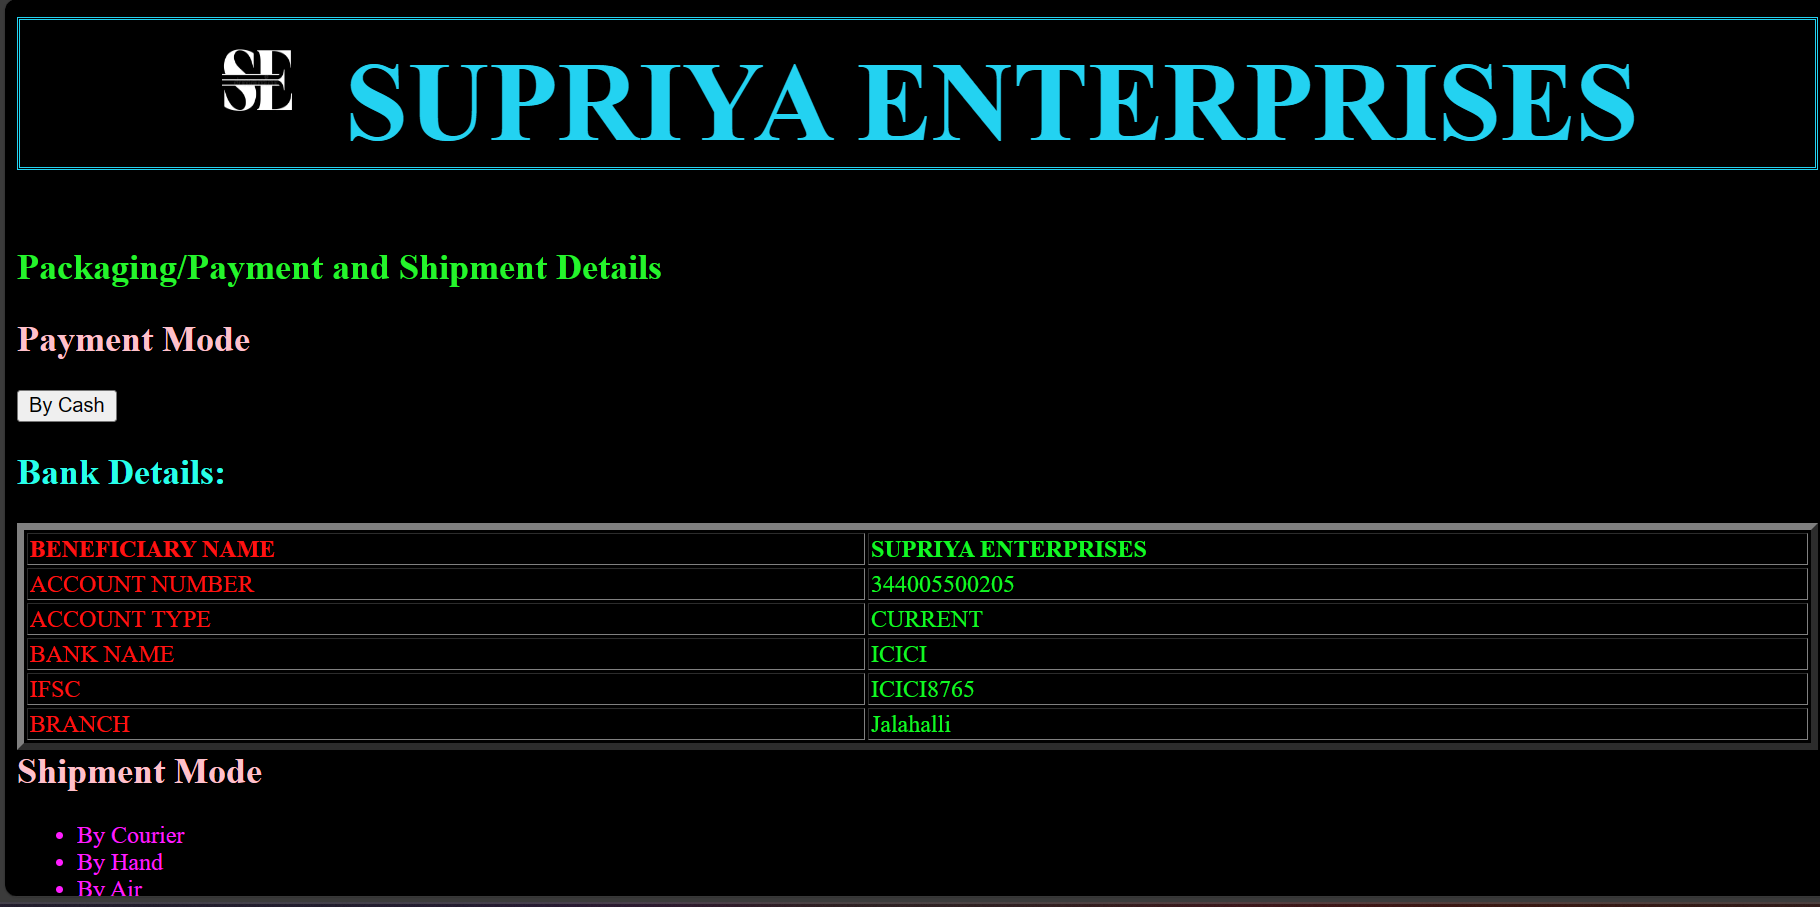 SE
SUPRIYA ENTERPRISES
Packaging/Payment and Shipment Details
Payment Mode
By Cash
Bank Details:
BENEFICIARY NAME SUPRIYA ENTERPRISES
ACCOUNT NUMBER 344005500205
ACCOUNT TYPE CURRENT
BANK NAME ICICI
IFSC ICICI8765
BRANCH Jalahalli
Shipment Mode
• By Courier
• By Hand
• By Air